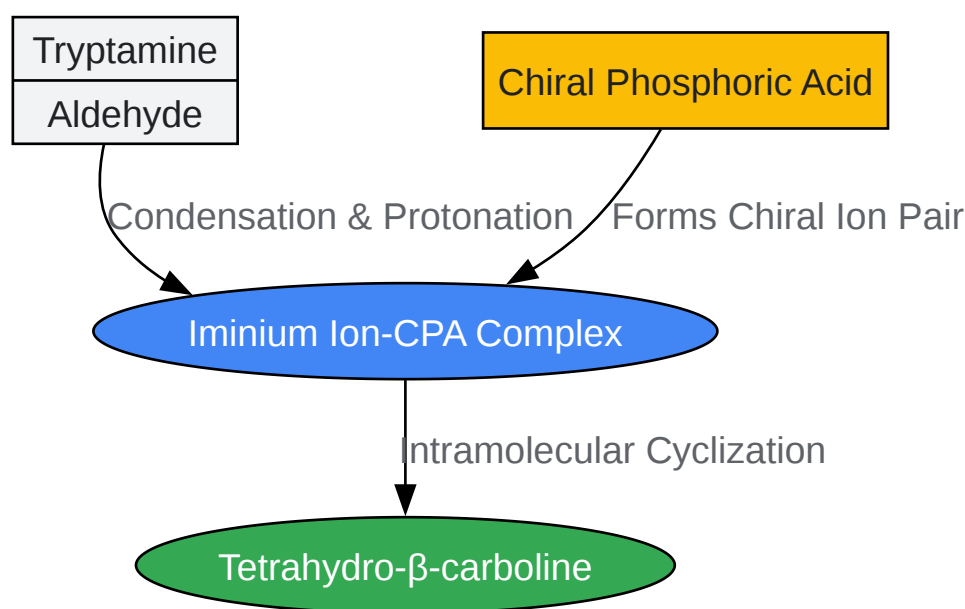 Tryptamine
Aldehyde
Chiral Phosphoric Acid
Condensation & Protonation
Forms Chiral Ion Pair
Iminium Ion-CPA Complex
Intramolecular Cyclization
Tetrahydro-β-carboline